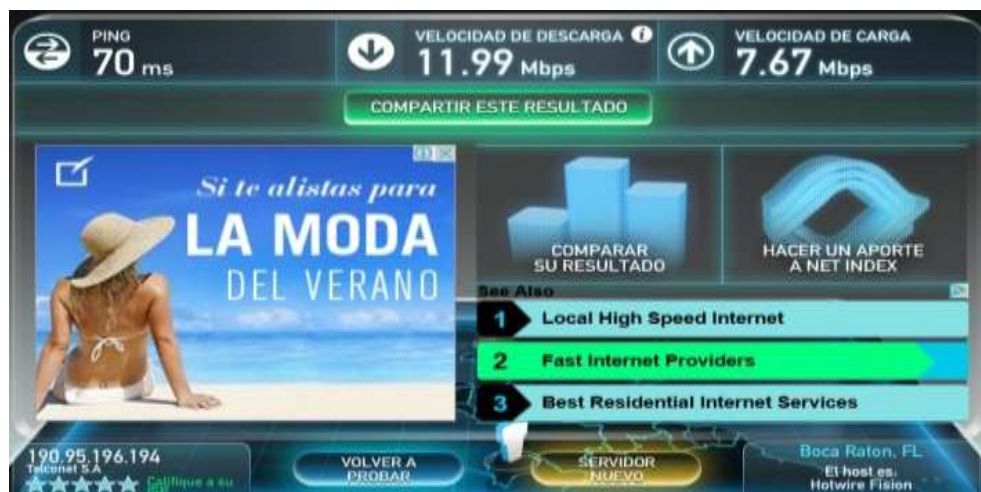 PING
70 ms
VELOCIDAD DE DESCARGA
11.99 Mbps
VELOCIDAD DE CARGA
7.67 Mbps
COMPARTIR ESTE RESULTADO
Si te alistas para
LA MODA
DEL VERANO
COMPARAR
SU RESULTADO
HACER UN APORTE
A NET INDEX
See Also
1 Local High Speed Internet
2 Fast Internet Providers
3 Best Residential Internet Services
190.95.196.194
Telconet S.A
Califique a su
VOLVER A
PROBAR
SERVIDOR
NUEVO
Boca Raton, FL
El host es:
Hotwire Fision